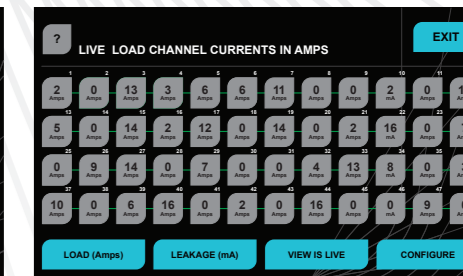 ?
LIVE LOAD CHANNEL CURRENTS IN AMPS
EXIT
1 2 3 4 5 6 7 8 9 10 11
2 0 13 3 6 6 11 0 0 2 0
Amps Amps Amps Amps Amps Amps Amps Amps Amps mA Amps
13 14 15 16 17 18 19 20 21 22 23
5 0 14 2 12 0 14 0 2 16 0
Amps Amps Amps Amps Amps Amps Amps Amps Amps mA Amps
25 26 27 28 29 30 31 32 33 34 35
0 9 14 0 7 0 0 4 13 8 0
Amps Amps Amps Amps Amps Amps Amps Amps Amps mA Amps
37 38 39 40 41 42 43 44 45 46 47
10 0 6 16 0 2 0 16 0 0 9
Amps Amps Amps Amps Amps Amps Amps Amps Amps mA Amps
LOAD (Amps) LEAKAGE (mA) VIEW IS LIVE CONFIGURE